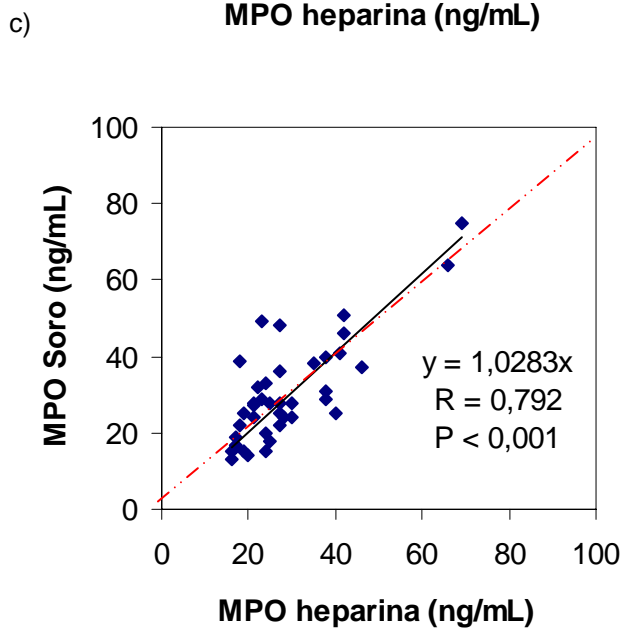 c)
MPO heparina (ng/mL)
MPO Soro (ng/mL)
100
80
60
40
20
0
y = 1,0283x
R = 0,792
P < 0,001
0 20 40 60 80 100
MPO heparina (ng/mL)